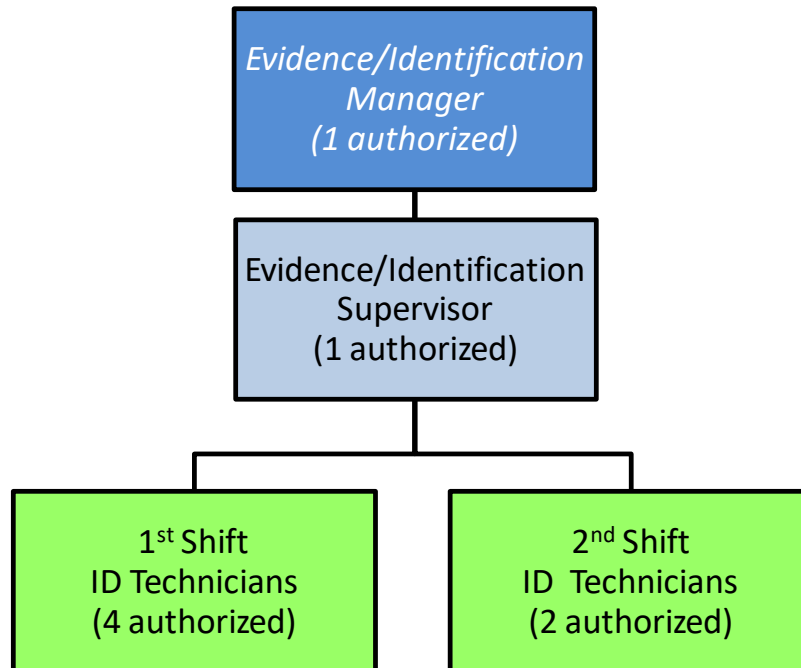 Evidence/Identification
Manager
(1 authorized)
Evidence/Identification
Supervisor
(1 authorized)
1st Shift
ID Technicians
(4 authorized)
2nd Shift
ID  Technicians
(2 authorized)